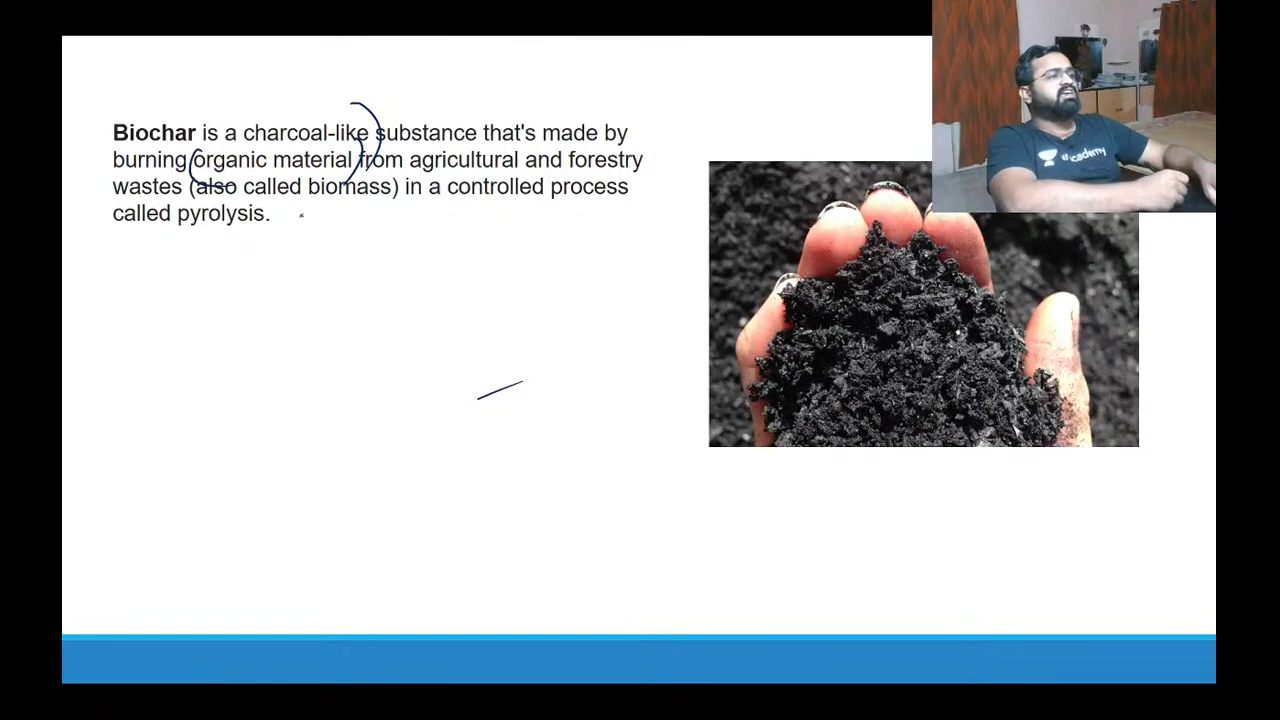 Biochar is a charcoal-like substance that's made by
burning organic material from agricultural and forestry
wastes (also called biomass) in a controlled process
called pyrolysis.